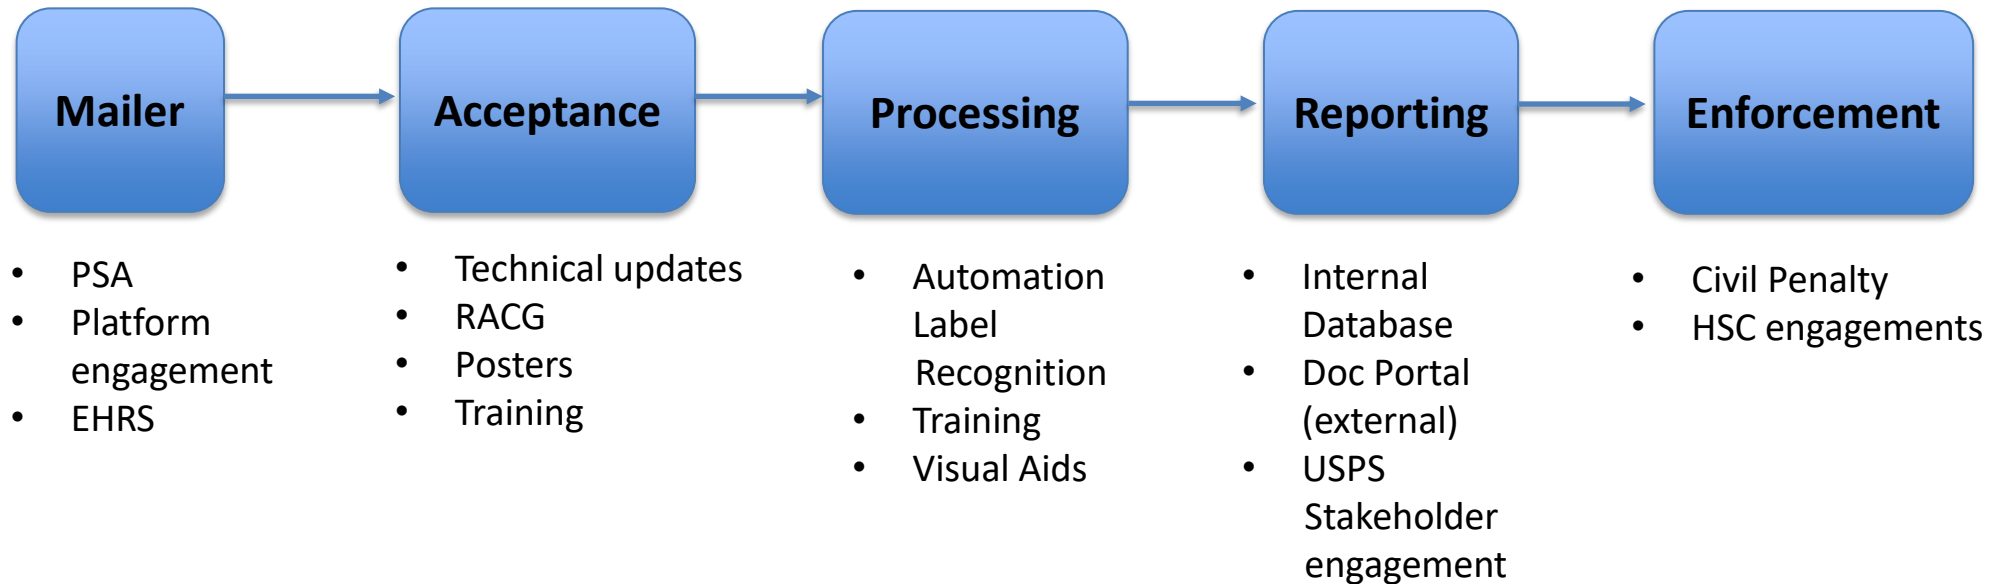 Mailer
Acceptance
Processing
Reporting
Enforcement
• PSA
• Platform
engagement
• EHRS
• Technical updates
• RACG
• Posters
• Training
• Automation
Label
Recognition
• Training
• Visual Aids
• Internal
Database
• Doc Portal
(external)
• USPS
Stakeholder
engagement
• Civil Penalty
• HSC engagements